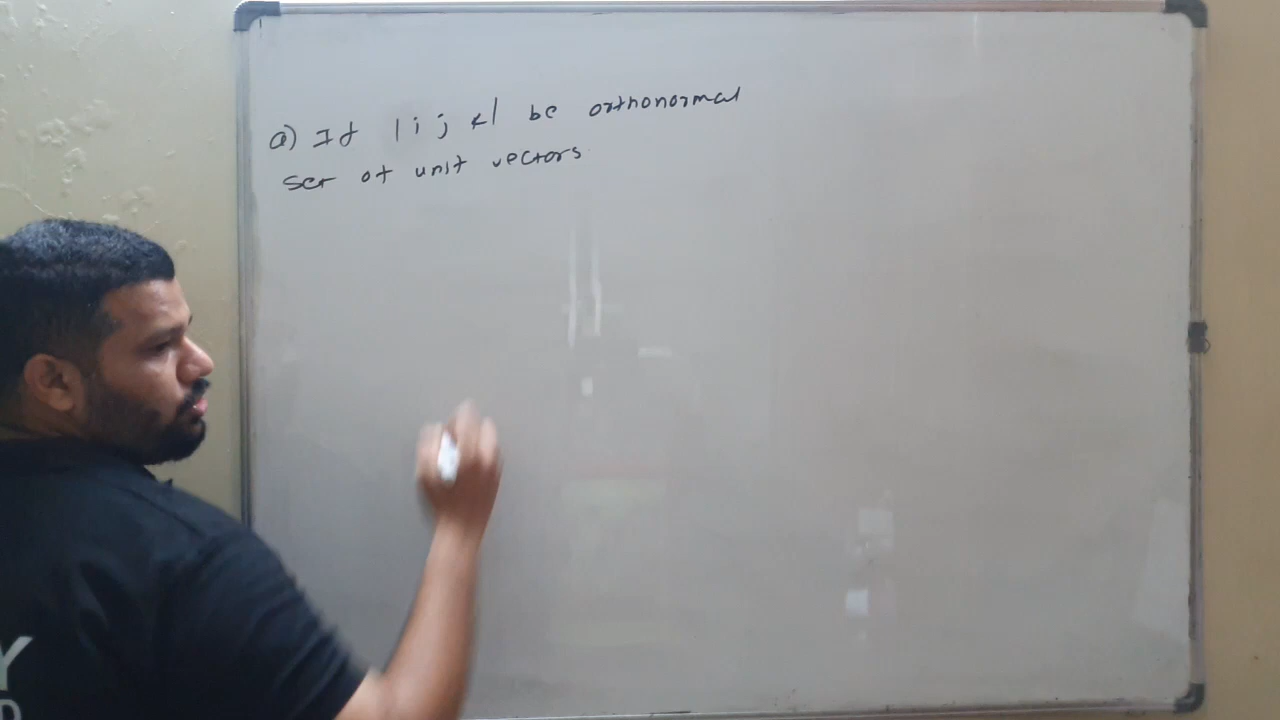 a) If | i j k | be orthonormal
set of unit vectors
Y
D